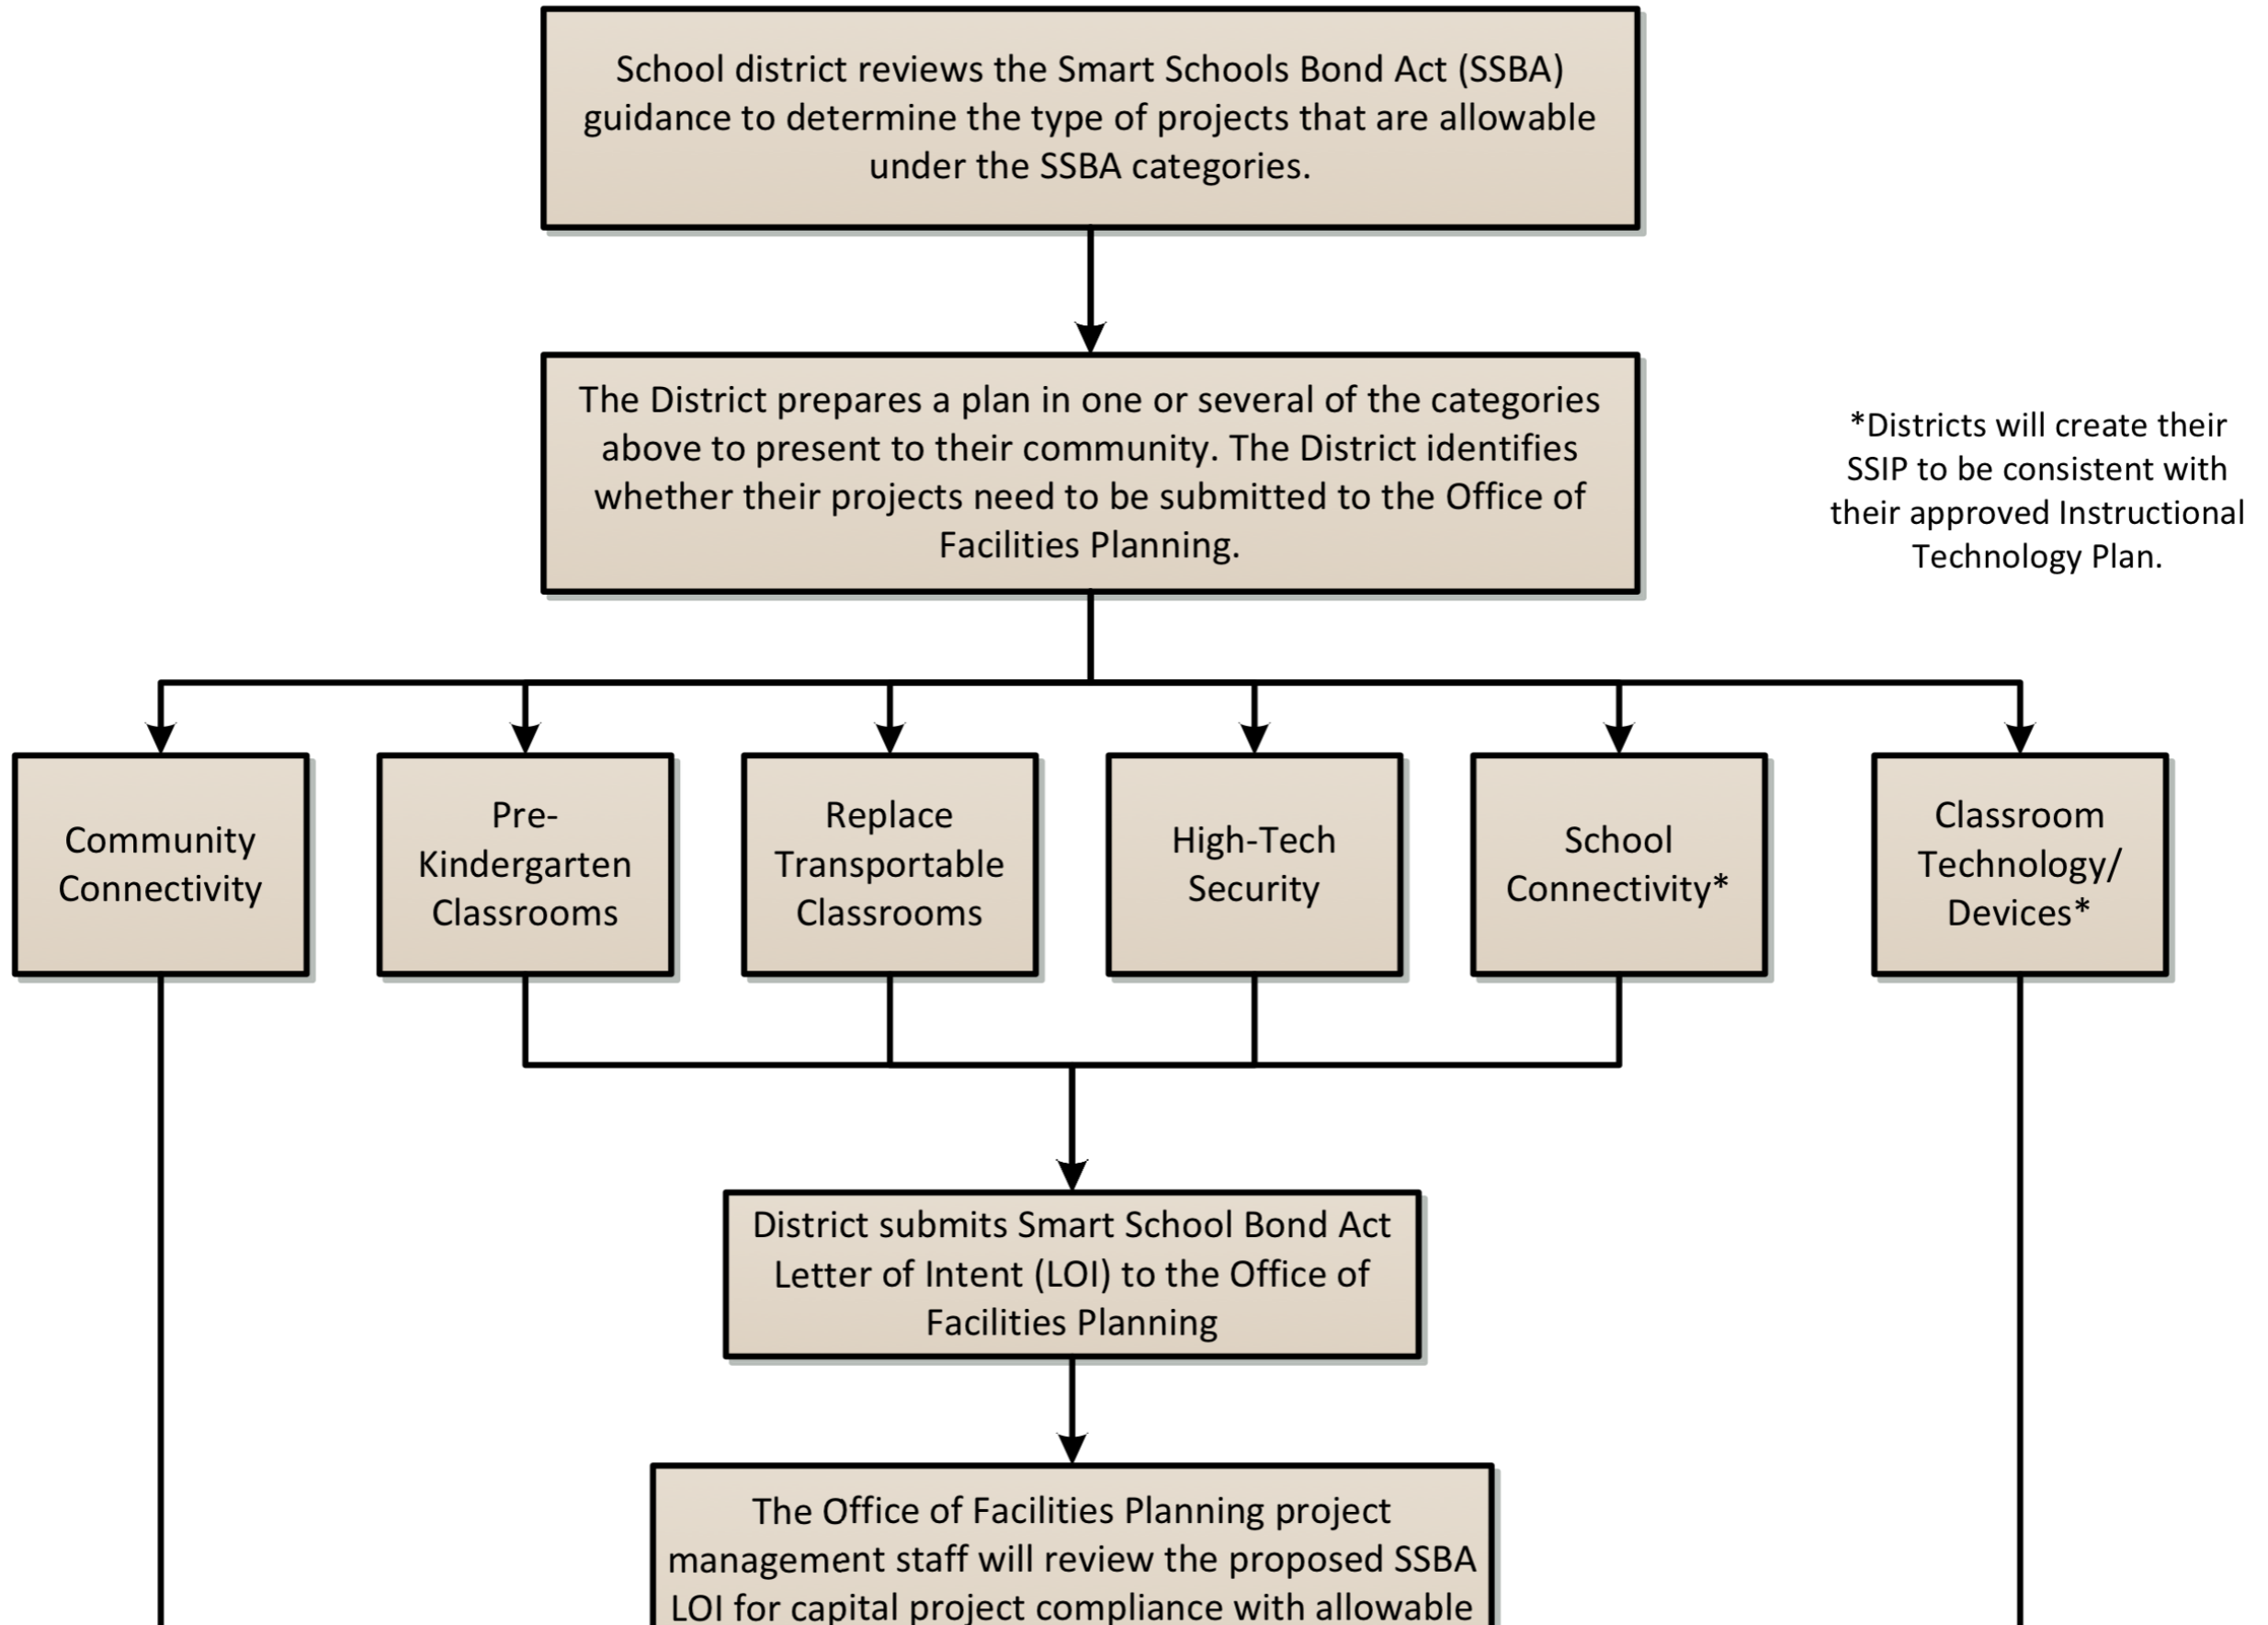 School district reviews the Smart Schools Bond Act (SSBA)
guidance to determine the type of projects that are allowable
under the SSBA categories.
The District prepares a plan in one or several of the categories
above to present to their community. The District identifies
whether their projects need to be submitted to the Office of
Facilities Planning.
*Districts will create their
SSIP to be consistent with
their approved Instructional
Technology Plan.
Community
Connectivity
Pre-
Kindergarten
Classrooms
Replace
Transportable
Classrooms
High-Tech
Security
School
Connectivity*
Classroom
Technology/
Devices*
District submits Smart School Bond Act
Letter of Intent (LOI) to the Office of
Facilities Planning
The Office of Facilities Planning project
management staff will review the proposed SSBA
LOI for capital project compliance with allowable